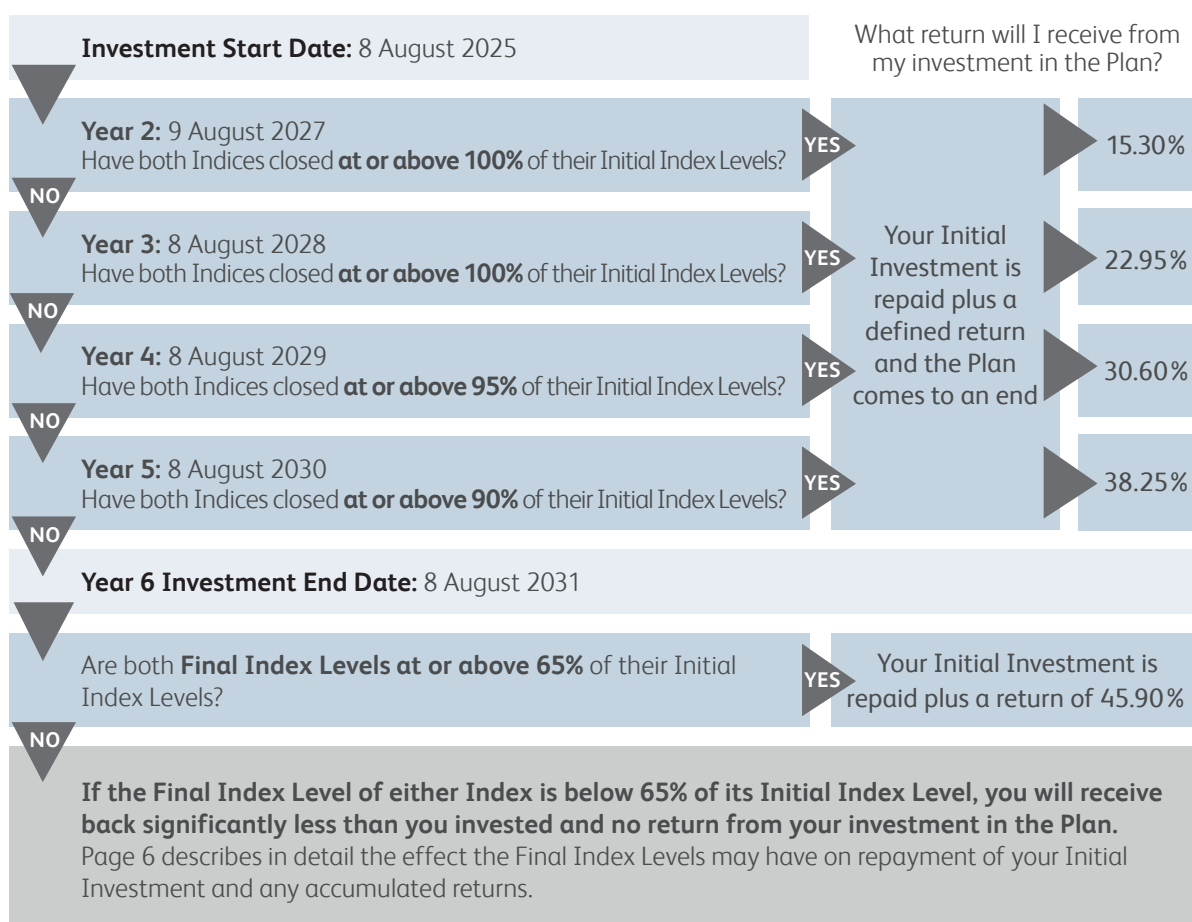 Investment Start Date: 8 August 2025
What return will I receive from
my investment in the Plan?
Year 2: 9 August 2027
Have both Indices closed at or above 100% of their Initial Index Levels?
YES
15.30%
NO
Year 3: 8 August 2028
Have both Indices closed at or above 100% of their Initial Index Levels?
YES
22.95%
NO
Year 4: 8 August 2029
Have both Indices closed at or above 95% of their Initial Index Levels?
YES
30.60%
NO
Year 5: 8 August 2030
Have both Indices closed at or above 90% of their Initial Index Levels?
YES
38.25%
Your Initial
Investment is
repaid plus a
defined return
and the Plan
comes to an end
NO
Year 6 Investment End Date: 8 August 2031
Are both Final Index Levels at or above 65% of their Initial
Index Levels?
YES
Your Initial Investment is
repaid plus a return of 45.90%
NO
If the Final Index Level of either Index is below 65% of its Initial Index Level, you will receive
back significantly less than you invested and no return from your investment in the Plan.
Page 6 describes in detail the effect the Final Index Levels may have on repayment of your Initial
Investment and any accumulated returns.